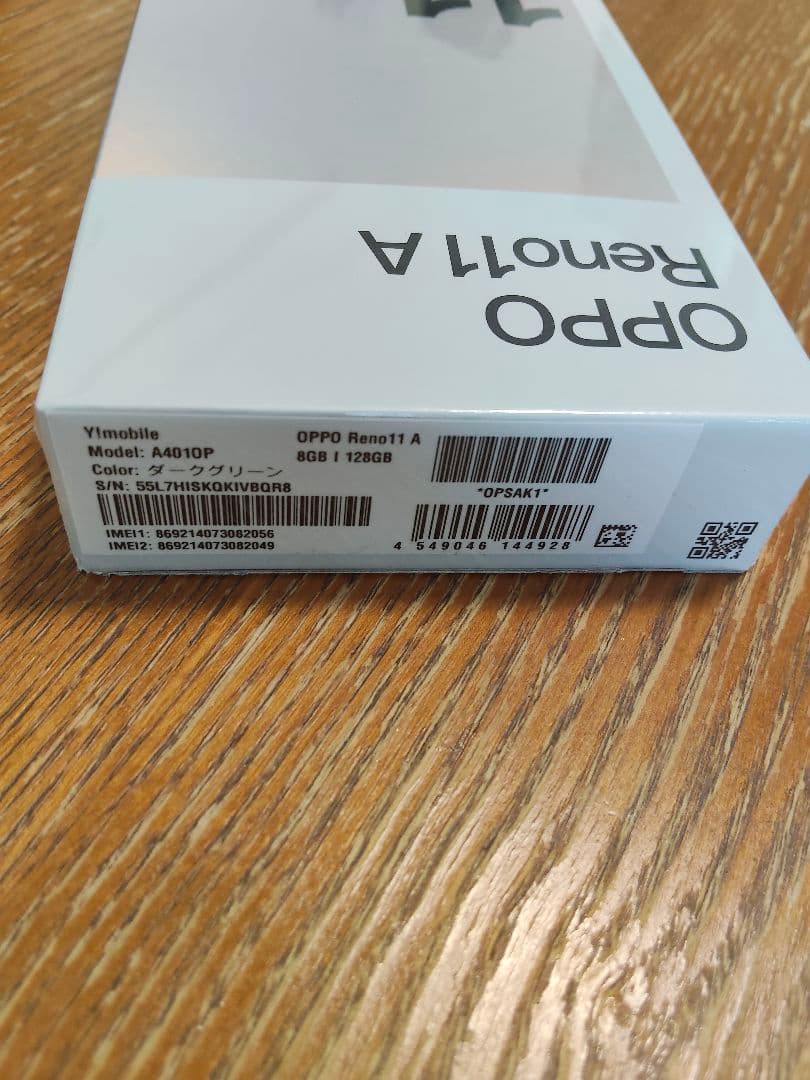 OPPO
Reno11 A
Y!mobile
Model: A401OP
Color: ダークグリーン
S/N: 55L7HISKQKIVBQR8
IMEI1: 869214073082056
IMEI2: 869214073082049
OPPO Reno11 A
8GB | 128GB
*OPSAK1*
4 549046 144928